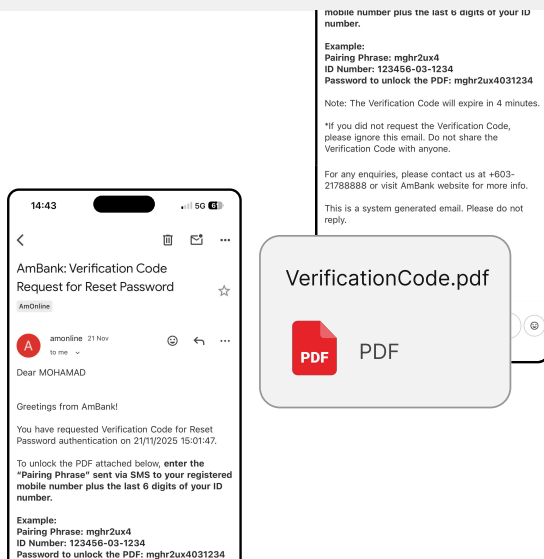 14:43
5G 6
AmBank: Verification Code
Request for Reset Password
AmOnline
A
amonline 21 Nov
to me
Dear MOHAMAD
Greetings from AmBank!
You have requested Verification Code for Reset
Password authentication on 21/11/2025 15:01:47.
To unlock the PDF attached below, enter the
“Pairing Phrase” sent via SMS to your registered
mobile number plus the last 6 digits of your ID
number.
Example:
Pairing Phrase: mghr2ux4
ID Number: 123456-03-1234
Password to unlock the PDF: mghr2ux4031234
mobile number plus the last 6 digits of your ID
number.
Example:
Pairing Phrase: mghr2ux4
ID Number: 123456-03-1234
Password to unlock the PDF: mghr2ux4031234
Note: The Verification Code will expire in 4 minutes.
*If you did not request the Verification Code,
please ignore this email. Do not share the
Verification Code with anyone.
For any enquiries, please contact us at +603-
21788888 or visit AmBank website for more info.
This is a system generated email. Please do not
reply.
VerificationCode.pdf
PDF
PDF